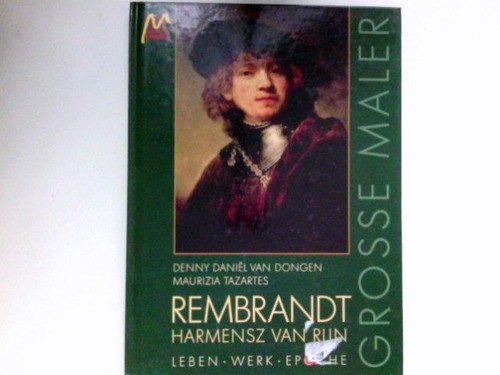 GROSSE MALER
DENNY DANIËL VAN DONGEN
MAURIZIA TAZARTES
REMBRANDT
HARMENSZ VAN RIJN
LEBEN · WERK · EPOCHE